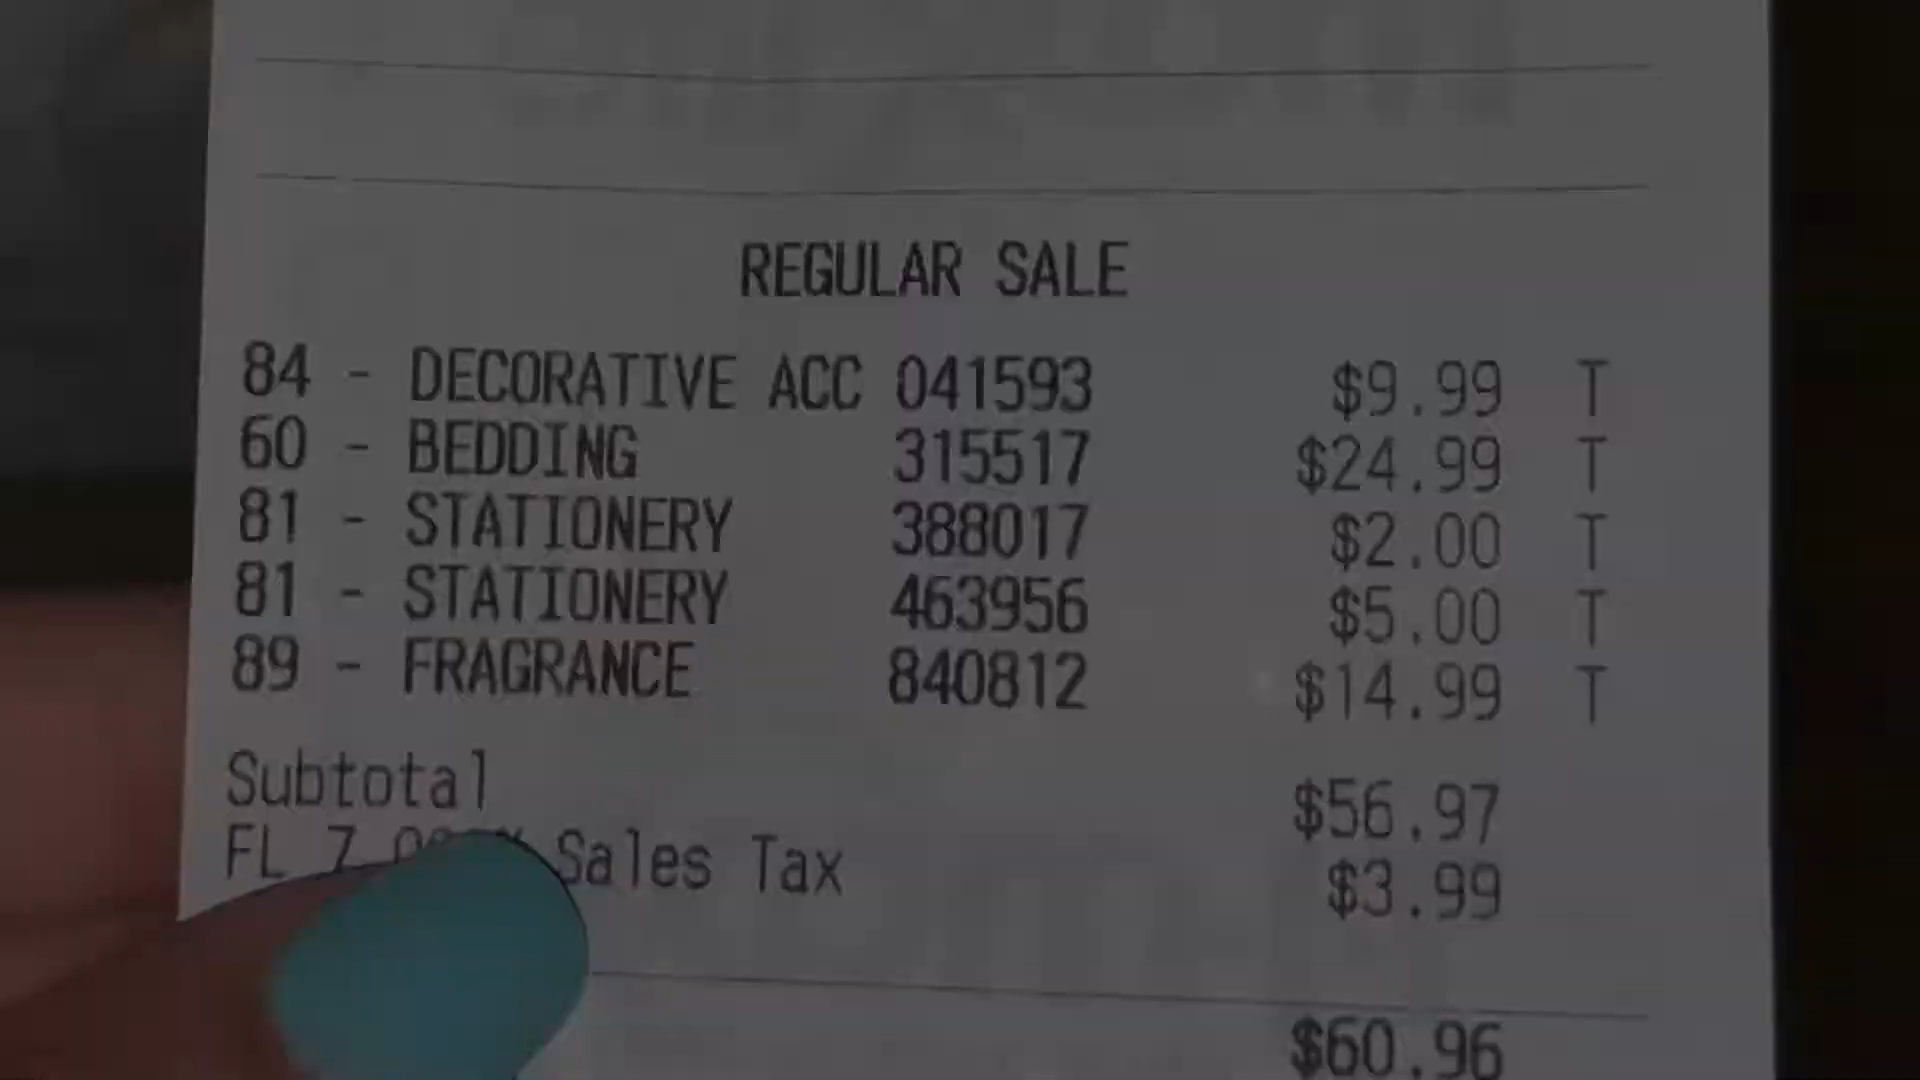 REGULAR SALE
84 - DECORATIVE ACC 041593 $9.99 T
60 - BEDDING 315517 $24.99 T
81 - STATIONERY 388017 $2.00 T
81 - STATIONERY 463956 $5.00 T
89 - FRAGRANCE 840812 $14.99 T
Subtotal $56.97
FL Sales Tax $3.99
$60.96